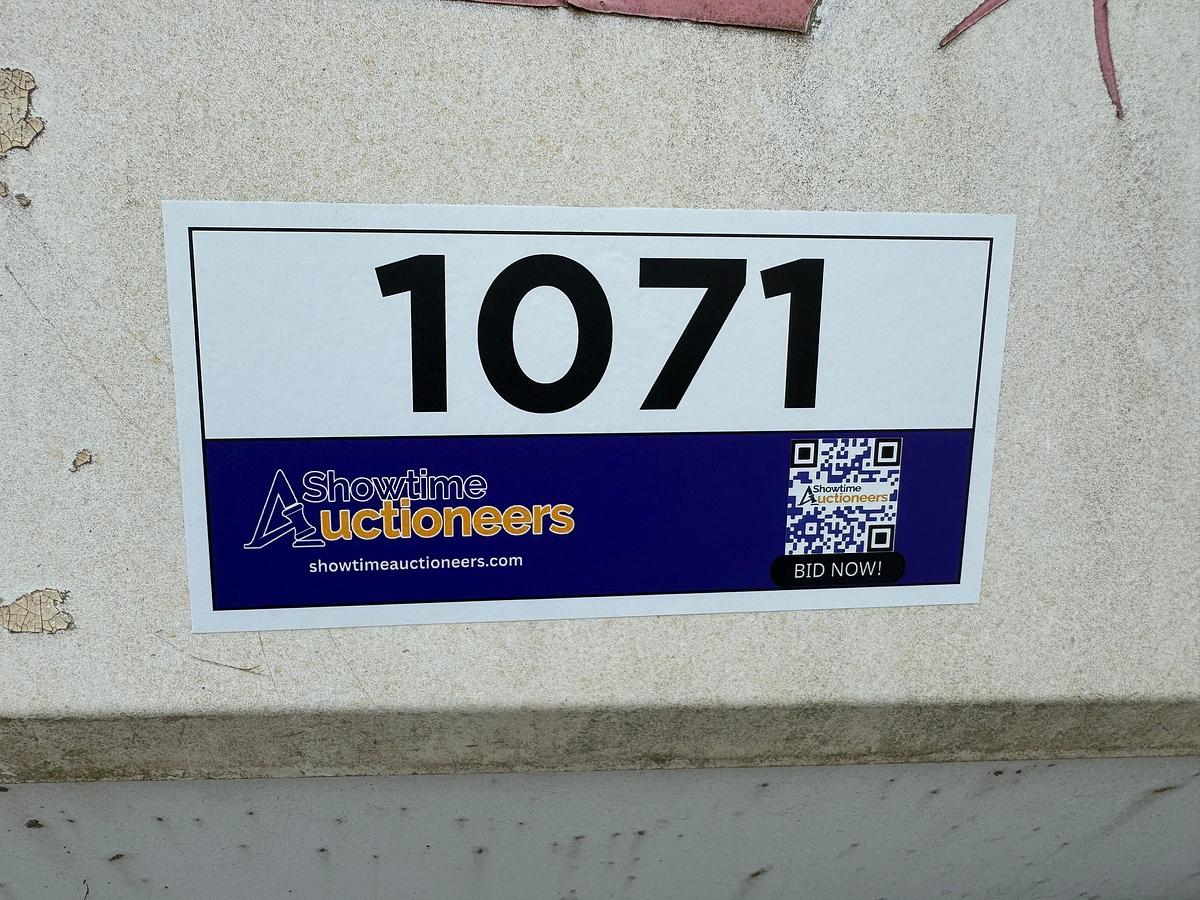 1071
Showtime
Auctioneers
showtimeauctioneers.com
Showtime
Auctioneers
BID NOW!